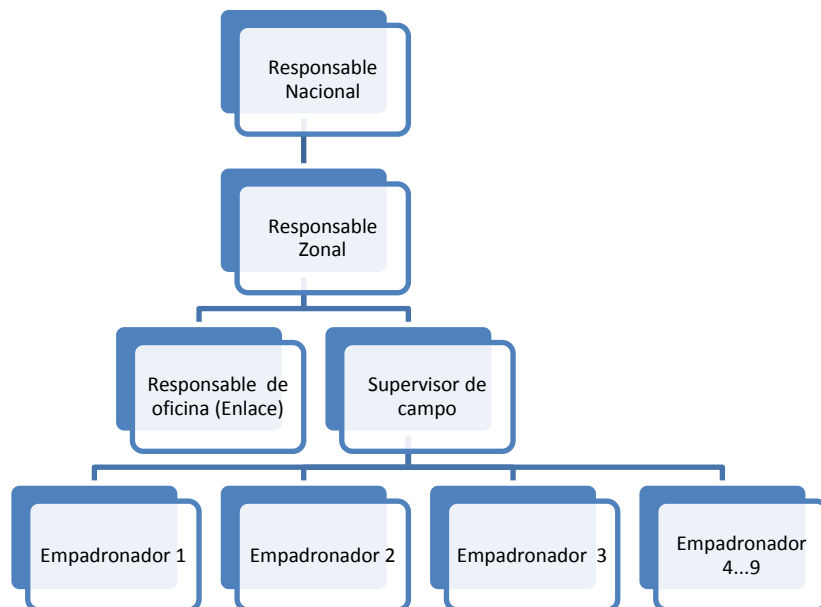 Responsable
Nacional
Responsable
Zonal
Responsable de
oficina (Enlace)
Supervisor de
campo
Empadronador 1
Empadronador 2
Empadronador 3
Empadronador
4...9